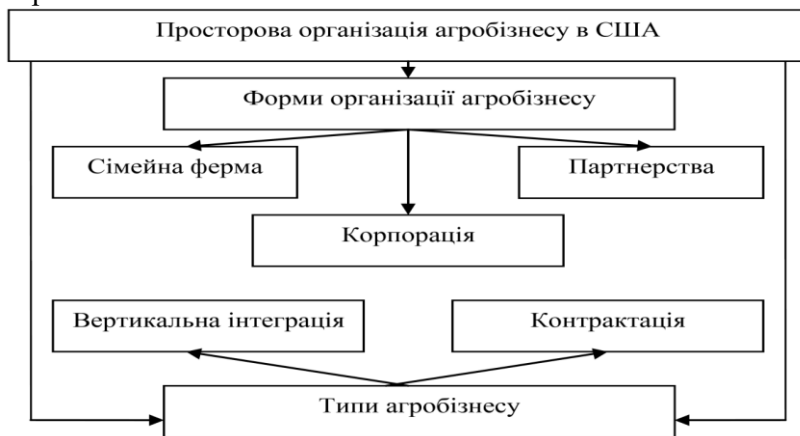 Просторова організація агробізнесу в США
Форми організації агробізнесу
Сімейна ферма
Партнерства
Корпорація
Вертикальна інтеграція
Контрактація
Типи агробізнесу